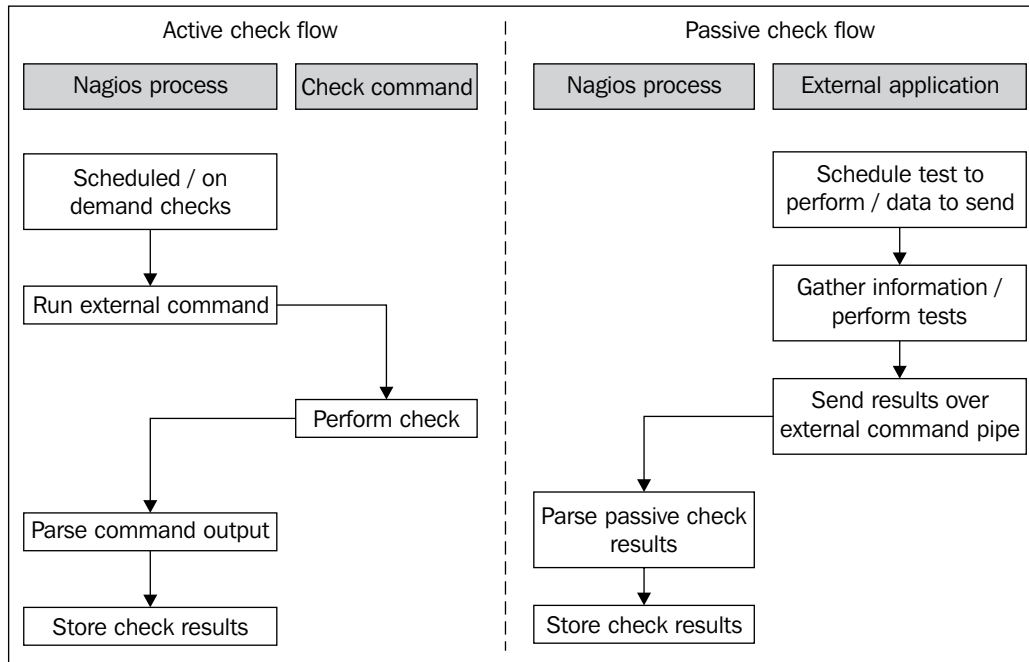 Active check flow
Nagios process
Check command
Scheduled / on
demand checks
Run external command
Perform check
Parse command output
Store check results
Passive check flow
Nagios process
External application
Schedule test to
perform / data to send
Gather information /
perform tests
Send results over
external command pipe
Parse passive check
results
Store check results